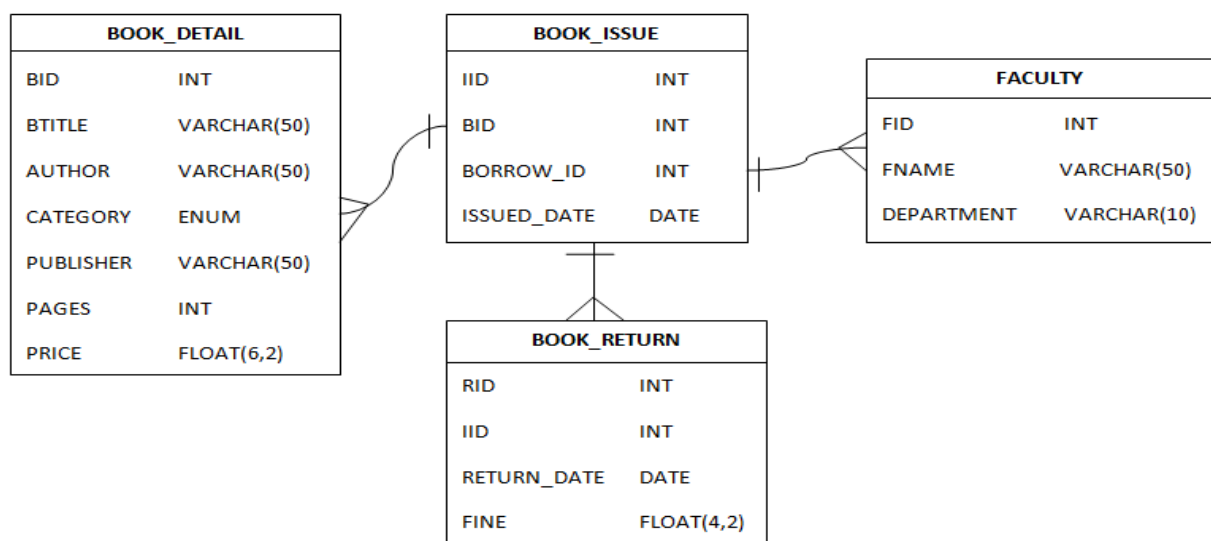 BOOK_DETAIL
BID INT
BTITLE VARCHAR(50)
AUTHOR VARCHAR(50)
CATEGORY ENUM
PUBLISHER VARCHAR(50)
PAGES INT
PRICE FLOAT(6,2)
BOOK_ISSUE
IID INT
BID INT
BORROW_ID INT
ISSUED_DATE DATE
FACULTY
FID INT
FNAME VARCHAR(50)
DEPARTMENT VARCHAR(10)
BOOK_RETURN
RID INT
IID INT
RETURN_DATE DATE
FINE FLOAT(4,2)